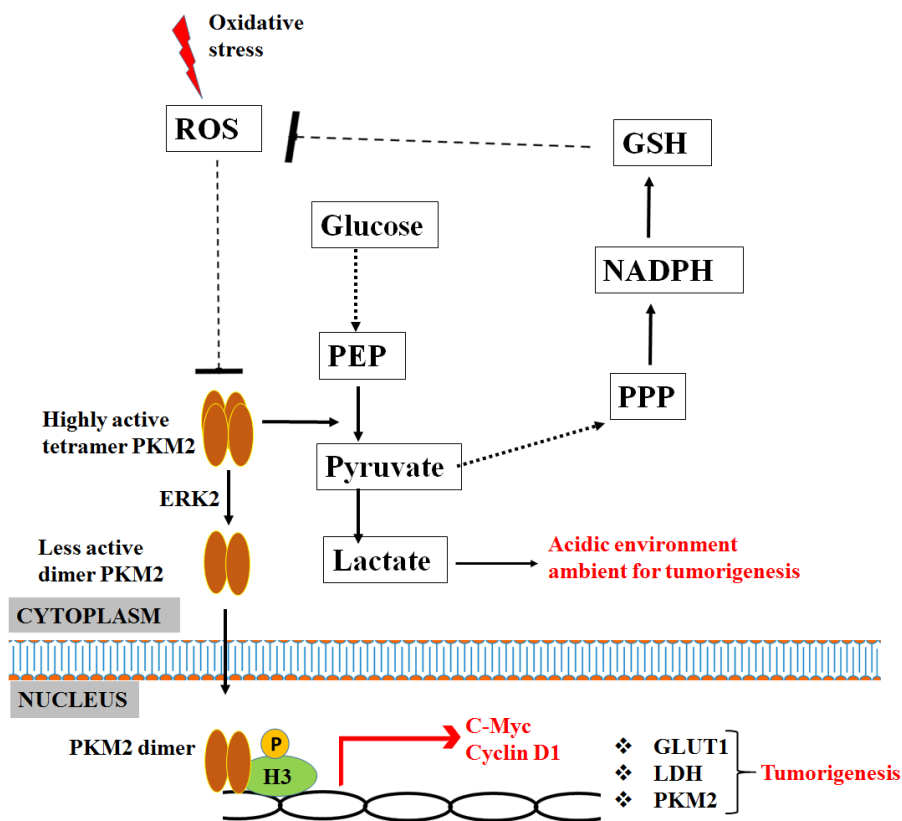 Oxidative
stress
ROS
GSH
Glucose
NADPH
PEP
PPP
Highly active
tetramer PKM2
Pyruvate
ERK2
Less active
dimer PKM2
Lactate
Acidic environment
ambient for tumorigenesis
CYTOPLASM
NUCLEUS
PKM2 dimer
P
H3
C-Myc
Cyclin D1
❖ GLUT1
❖ LDH
❖ PKM2
Tumorigenesis